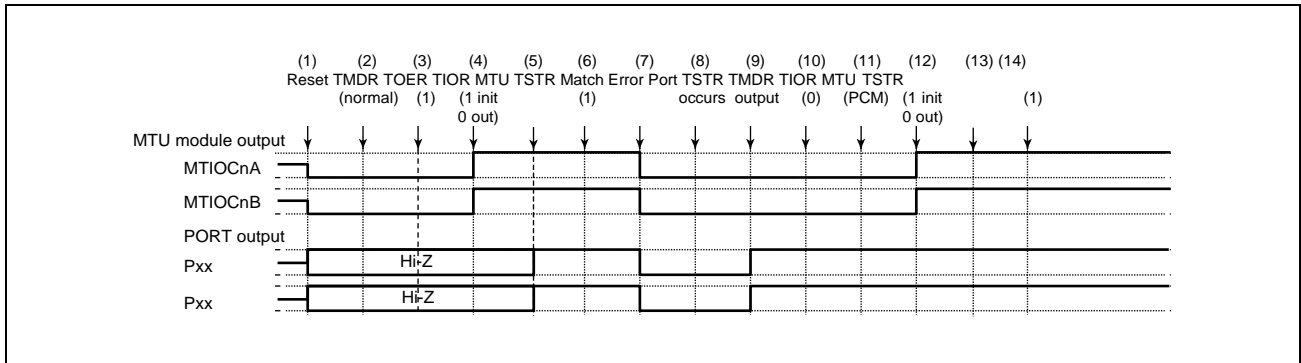 (1) (2) (3) (4) (5) (6) (7) (8) (9) (10) (11) (12) (13) (14)
Reset TMDR TOER TIOR MTU TSTR Match Error Port TSTR TMDR TIOR MTU TSTR
(normal) (1) (1 init (1) occurs output (0) (PCM) (1 init (1)
0 out) 0 out)
MTU module output
MTIOCnA
MTIOCnB
PORT output
Pxx Hi-Z
Pxx Hi-Z